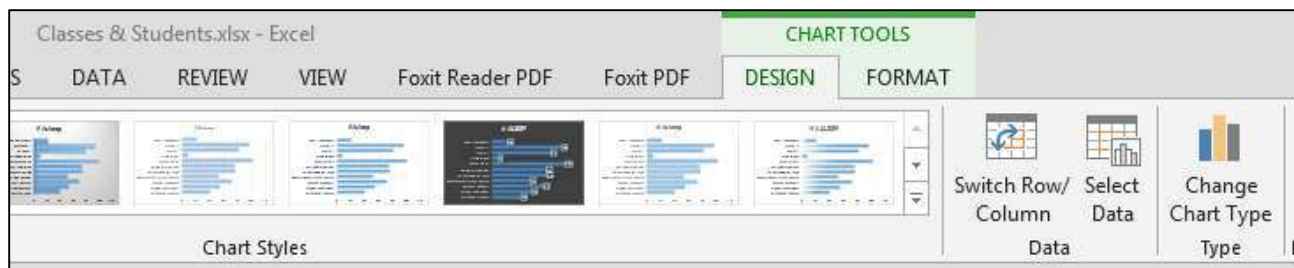 Classes & Students.xlsx - Excel
CHART TOOLS
S DATA REVIEW VIEW Foxit Reader PDF Foxit PDF DESIGN FORMAT
Switch Row/ Select Change
Column Data Chart Type
Chart Styles Data Type